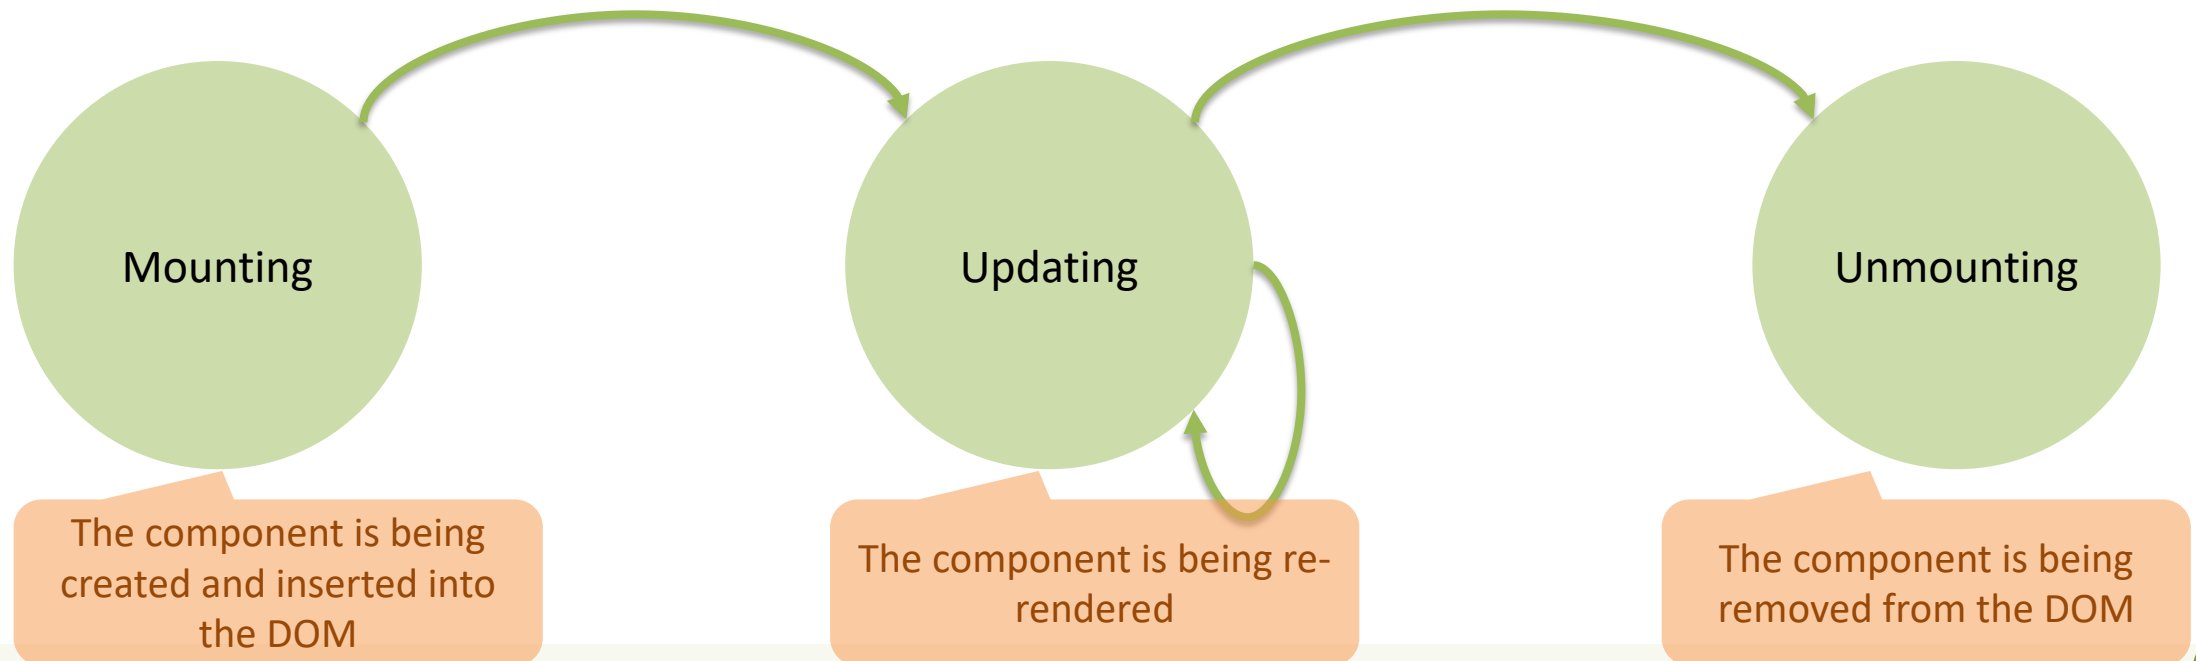 Mounting
Updating
Unmounting
The component is being
created and inserted into
the DOM
The component is being re-
rendered
The component is being
removed from the DOM